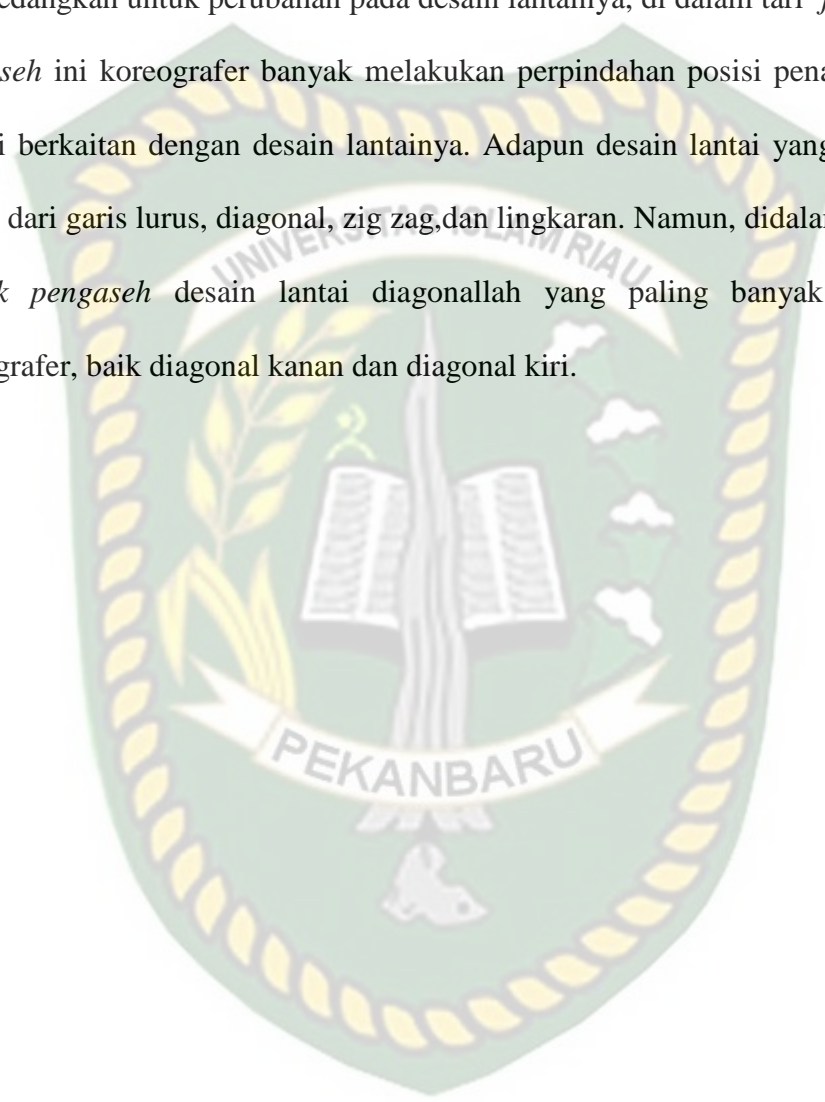 edangkan untuk perubahan pada desain lantainya, di dalam tari
seh ini koreografer banyak melakukan perpindahan posisi pena
i berkaitan dengan desain lantainya. Adapun desain lantai yang
dari garis lurus, diagonal, zig zag,dan lingkaran. Namun, didala
UNIVERSITAS ISLAM RIAU
k pengaseh desain lantai diagonallah yang paling banyak
grafer, baik diagonal kanan dan diagonal kiri.
PEKANBARU